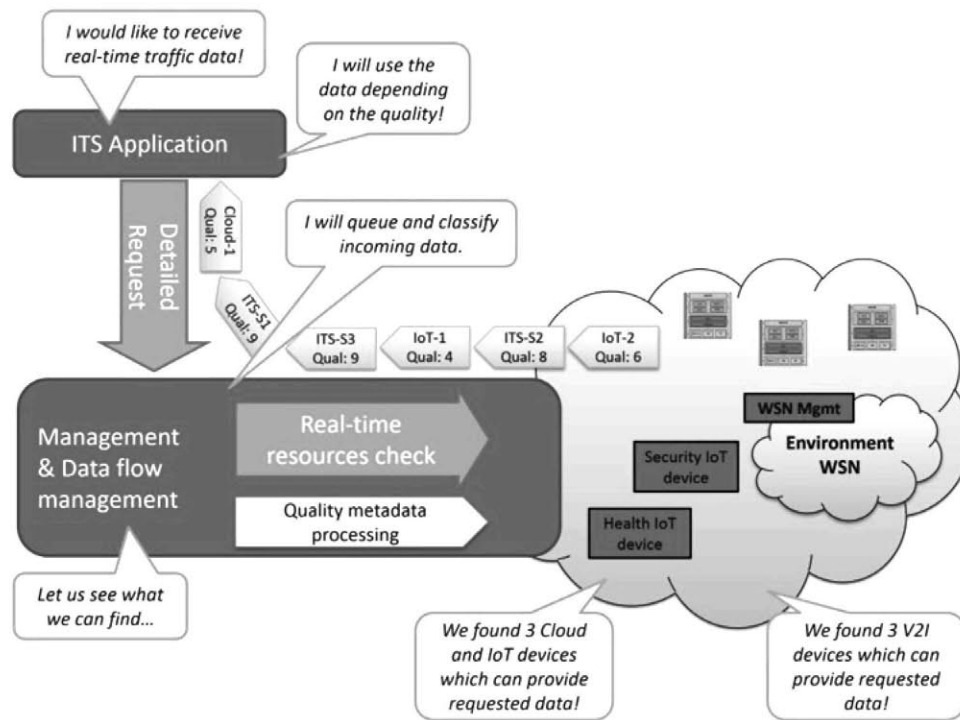 I would like to receive
real-time traffic data!
I will use the
data depending
on the quality!
ITS Application
Detailed
Request
Cloud-1
Qual: 5
I will queue and classify
incoming data.
ITS-S1
Qual: 9
ITS-S3
Qual: 9
IoT-1
Qual: 4
ITS-S2
Qual: 8
IoT-2
Qual: 6
Management
& Data flow
management
Real-time
resources check
Quality metadata
processing
WSN Mgmt
Environment
WSN
Security IoT
device
Health IoT
device
Let us see what
we can find...
We found 3 Cloud
and IoT devices
which can provide
requested data!
We found 3 V2I
devices which can
provide requested
data!